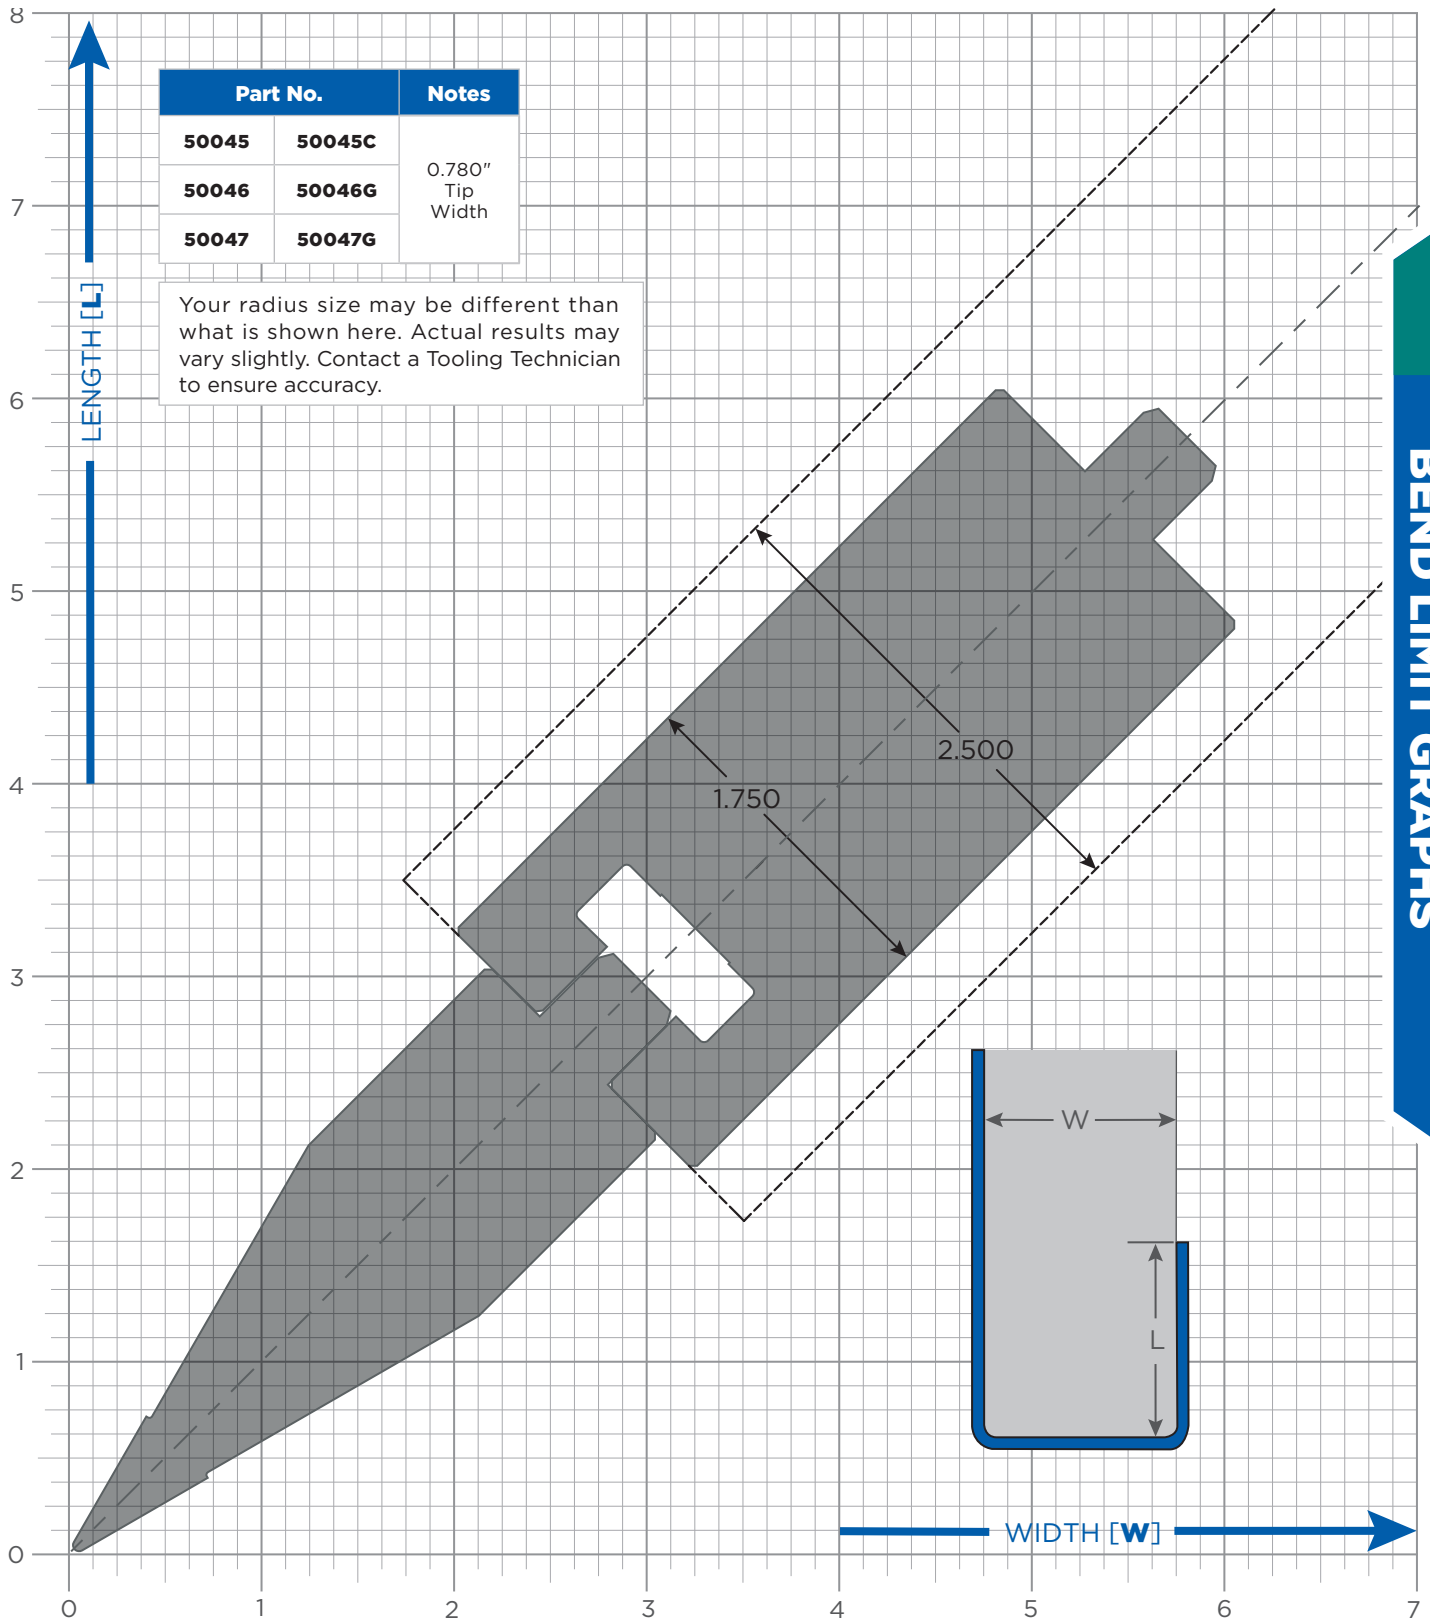 8
7
6
5
4
3
2
1
0
LENGTH [L]
Part No. Notes
50045 50045C
50046 50046G
50047 50047G
0.780"
Tip
Width
Your radius size may be different than
what is shown here. Actual results may
vary slightly. Contact a Tooling Technician
to ensure accuracy.
2.500
1.750
W
L
WIDTH [W]
0 1 2 3 4 5 6 7
BEND LIMIT GRAPHS